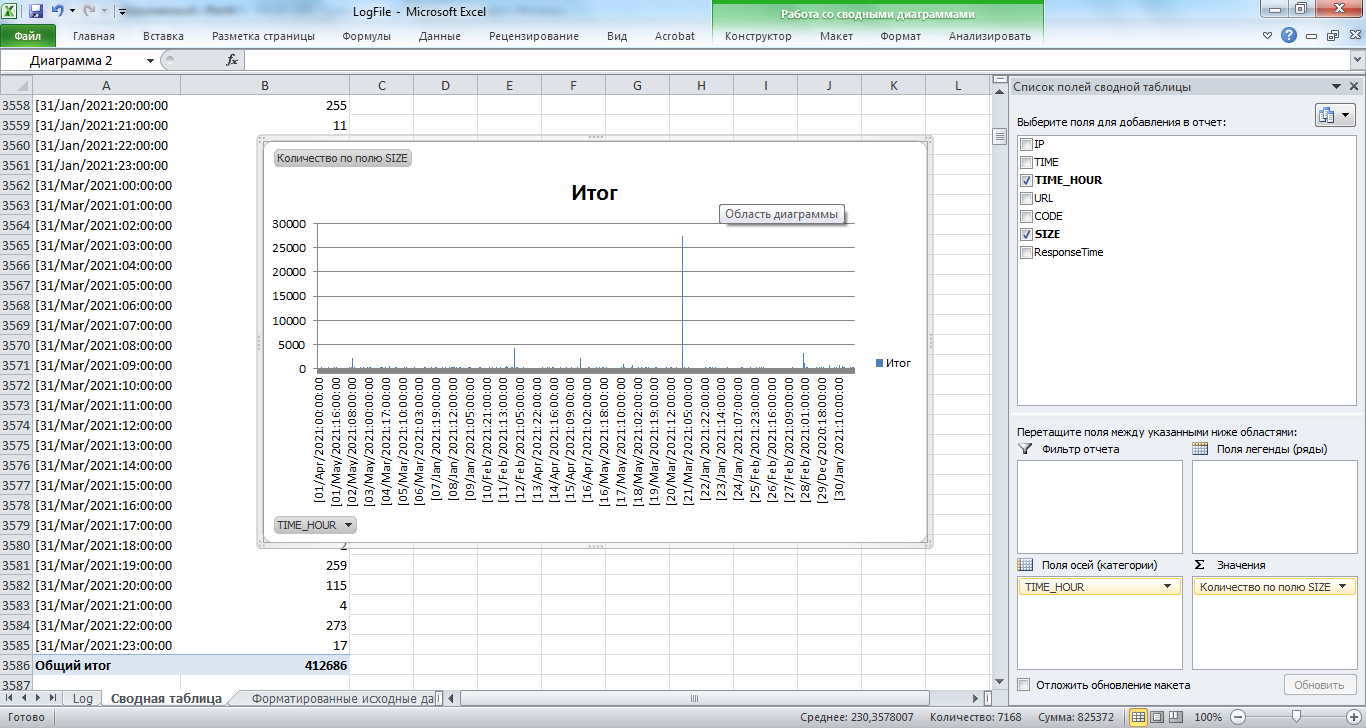 LogFile - Microsoft Excel
Работа со сводными диаграммами
Файл Главная Вставка Разметка страницы Формулы Данные Рецензирование Вид Acrobat Конструктор Макет Формат Анализировать
Диаграмма 2 fx
A B C D E F G H I J K L
3558 [31/Jan/2021:20:00:00 255
3559 [31/Jan/2021:21:00:00 11
3560 [31/Jan/2021:22:00:00
3561 [31/Jan/2021:23:00:00
3562 [31/Mar/2021:00:00:00
3563 [31/Mar/2021:01:00:00
3564 [31/Mar/2021:02:00:00
3565 [31/Mar/2021:03:00:00
3566 [31/Mar/2021:04:00:00
3567 [31/Mar/2021:05:00:00
3568 [31/Mar/2021:06:00:00
3569 [31/Mar/2021:07:00:00
3570 [31/Mar/2021:08:00:00
3571 [31/Mar/2021:09:00:00
3572 [31/Mar/2021:10:00:00
3573 [31/Mar/2021:11:00:00
3574 [31/Mar/2021:12:00:00
3575 [31/Mar/2021:13:00:00
3576 [31/Mar/2021:14:00:00
3577 [31/Mar/2021:15:00:00
3578 [31/Mar/2021:16:00:00
3579 [31/Mar/2021:17:00:00
3580 [31/Mar/2021:18:00:00 2
3581 [31/Mar/2021:19:00:00 259
3582 [31/Mar/2021:20:00:00 115
3583 [31/Mar/2021:21:00:00 4
3584 [31/Mar/2021:22:00:00 273
3585 [31/Mar/2021:23:00:00 17
3586 Общий итог 412686
3587
Количество по полю SIZE
Итог
Область диаграммы
30000
25000
20000
15000
10000
5000
0
Итог
[01/Apr/2021:00:00:00
[01/May/2021:16:00:00
[02/May/2021:08:00:00
[03/May/2021:00:00:00
[04/Mar/2021:17:00:00
[05/Mar/2021:10:00:00
[06/Mar/2021:03:00:00
[07/Jan/2021:19:00:00
[08/Jan/2021:12:00:00
[09/Jan/2021:05:00:00
[10/Feb/2021:21:00:00
[11/Feb/2021:13:00:00
[12/Feb/2021:05:00:00
[13/Apr/2021:22:00:00
[14/Apr/2021:16:00:00
[15/Apr/2021:09:00:00
[16/Apr/2021:02:00:00
[16/May/2021:18:00:00
[17/May/2021:10:00:00
[18/May/2021:02:00:00
[19/Mar/2021:19:00:00
[20/Mar/2021:12:00:00
[21/Mar/2021:05:00:00
[22/Jan/2021:22:00:00
[23/Jan/2021:14:00:00
[24/Jan/2021:07:00:00
[25/Feb/2021:23:00:00
[26/Feb/2021:16:00:00
[27/Feb/2021:09:00:00
[28/Feb/2021:01:00:00
[29/Dec/2020:18:00:00
[30/Jan/2021:10:00:00
TIME_HOUR
Список полей сводной таблицы
Выберите поля для добавления в отчет:
IP
TIME
TIME_HOUR
URL
CODE
SIZE
ResponseTime
Перетащите поля между указанными ниже областями:
Фильтр отчета Поля легенды (ряды)
Поля осей (категории) Σ Значения
TIME_HOUR Количество по полю SIZE
Отложить обновление макета Обновить
Log Сводная таблица Форматированные исходные да
Готово Среднее: 230,3578007 Количество: 7168 Сумма: 825372 100%